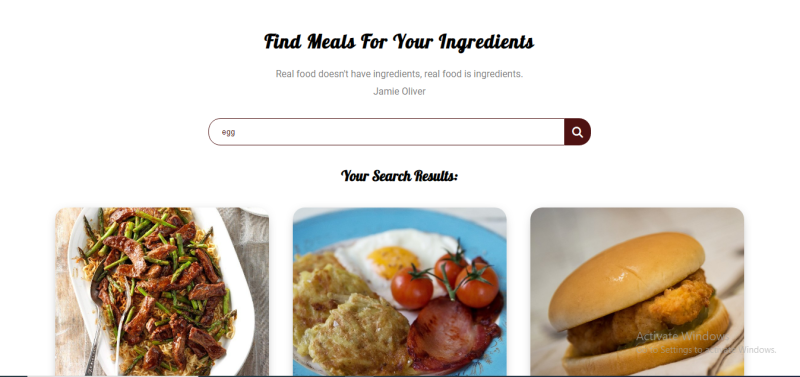 Find Meals For Your Ingredients
Real food doesn't have ingredients, real food is ingredients.
Jamie Oliver
egg
Your Search Results:
Activate Windows
to Settings to activate Windows.